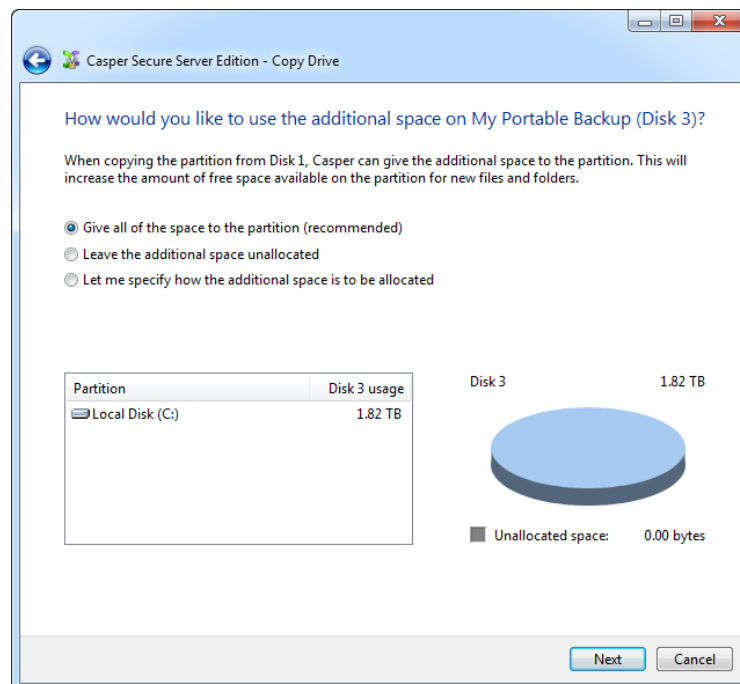 Casper Secure Server Edition - Copy Drive
How would you like to use the additional space on My Portable Backup (Disk 3)?
When copying the partition from Disk 1, Casper can give the additional space to the partition. This will
increase the amount of free space available on the partition for new files and folders.
Give all of the space to the partition (recommended)
Leave the additional space unallocated
Let me specify how the additional space is to be allocated
Partition Disk 3 usage
Local Disk (C:) 1.82 TB
Disk 3 1.82 TB
Unallocated space: 0.00 bytes
Next Cancel